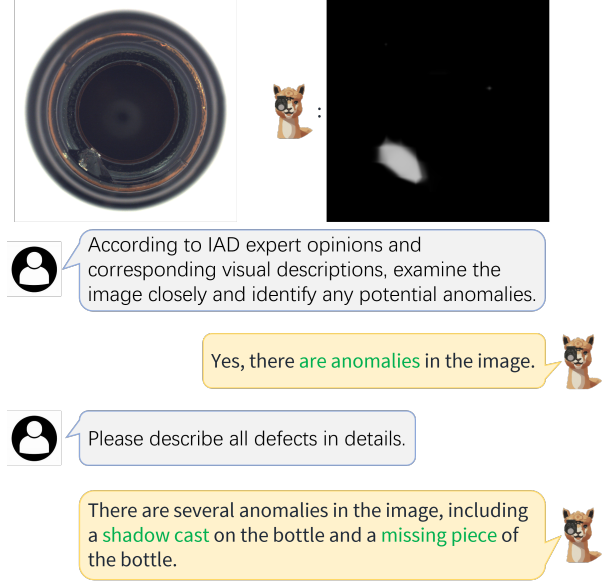 :
According to IAD expert opinions and
corresponding visual descriptions, examine the
image closely and identify any potential anomalies.
Yes, there are anomalies in the image.
Please describe all defects in details.
There are several anomalies in the image, including
a shadow cast on the bottle and a missing piece of
the bottle.